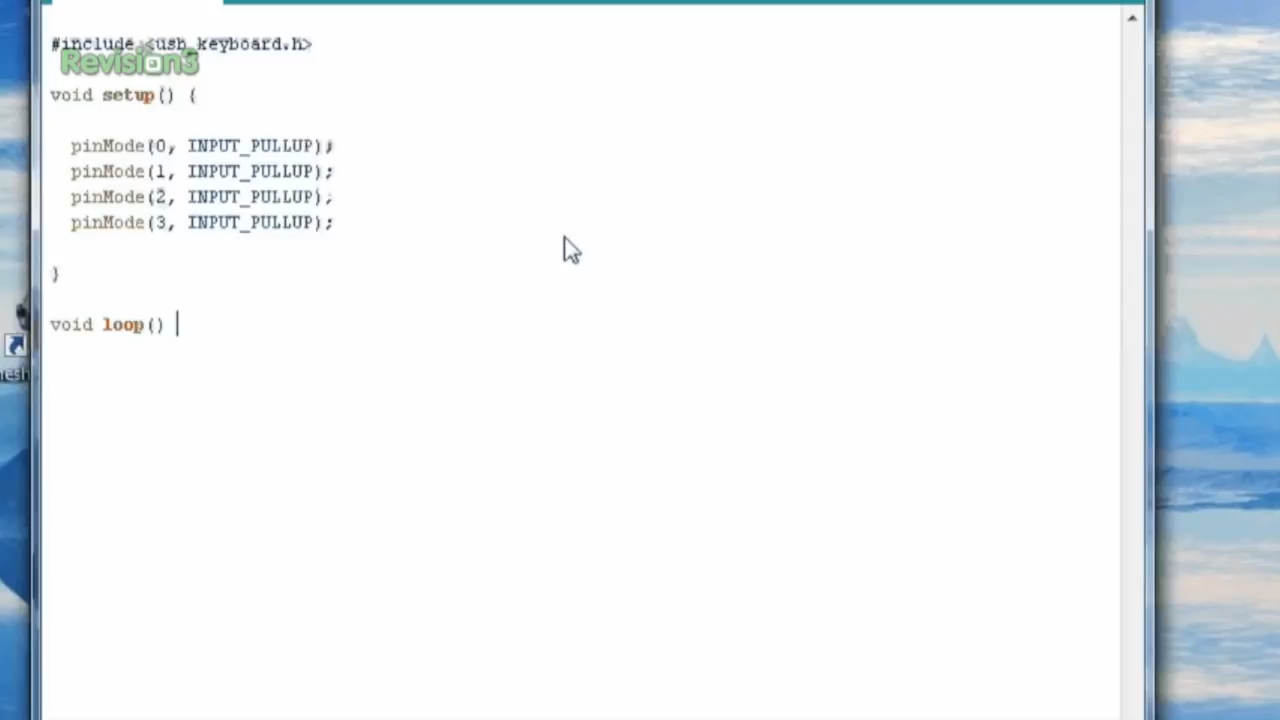 #include <usb_keyboard.h>
Revision3
void setup() {
pinMode(0, INPUT_PULLUP);
pinMode(1, INPUT_PULLUP);
pinMode(2, INPUT_PULLUP);
pinMode(3, INPUT_PULLUP);
}
void loop()